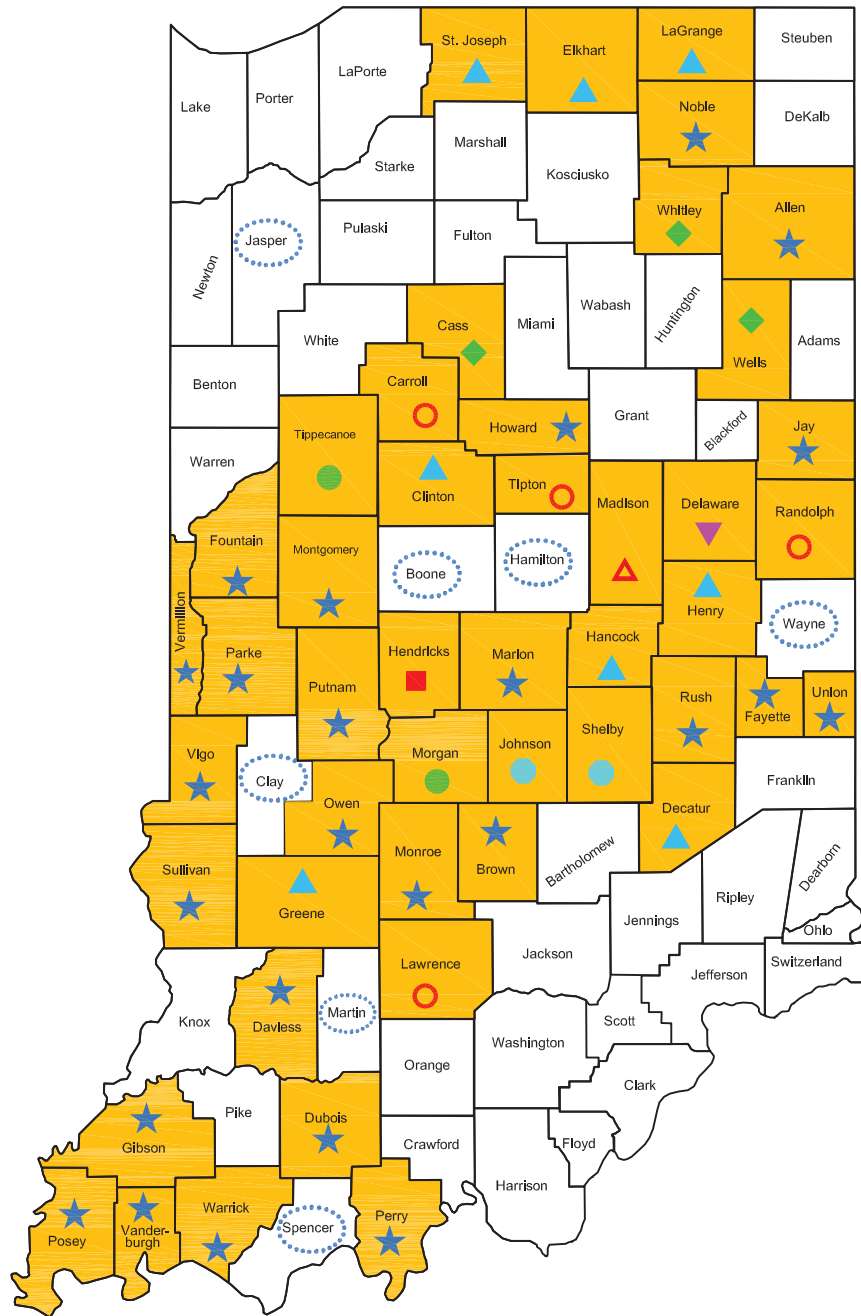 St. Joseph
Elkhart
LaGrange
Steuben
LaPorte
Porter
Lake
Noble
DeKalb
Marshall
Starke
Kosciusko
Whitley
Allen
Jasper
Pulaski
Fulton
Newton
Wabash
Huntington
Miami
Cass
White
Wells
Adams
Benton
Carroll
Grant
Blackford
Howard
Jay
Tippecanoe
Warren
Clinton
TIpton
MadIson
Delaware
Randolph
Fountain
Montgomery
Boone
Hamilton
Henry
Wayne
VermIllIon
Parke
Hendricks
MarIon
Hancock
Putnam
Rush
Fayette
UnIon
VIgo
Clay
Morgan
Johnson
Shelby
FranklIn
Owen
Decatur
Sullivan
Monroe
Brown
Bartholomew
Dearborn
Greene
Jennings
Ripley
OhIo
Lawrence
Jackson
Jefferson
Switzerland
Knox
DavIess
Martin
Scott
Washington
Orange
Clark
Pike
Dubois
Gibson
Crawford
Floyd
Harrison
Posey
Vander-
burgh
Warrick
Spencer
Perry